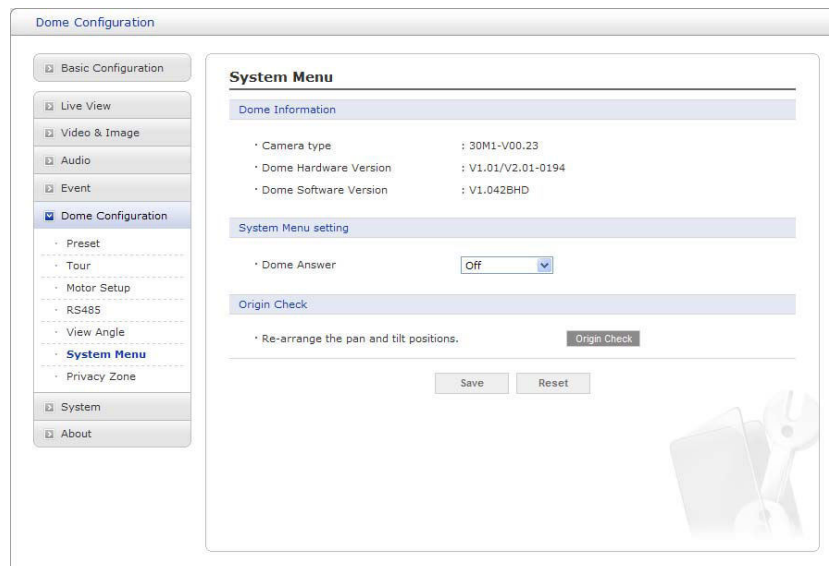 Dome Configuration
Basic Configuration
Live View
Video & Image
Audio
Event
Dome Configuration
· Preset
· Tour
· Motor Setup
· RS485
· View Angle
· System Menu
· Privacy Zone
System
About
System Menu
Dome Information
· Camera type : 30M1-V00.23
· Dome Hardware Version : V1.01/V2.01-0194
· Dome Software Version : V1.042BHD
System Menu setting
· Dome Answer Off
Origin Check
· Re-arrange the pan and tilt positions. Origin Check
Save Reset